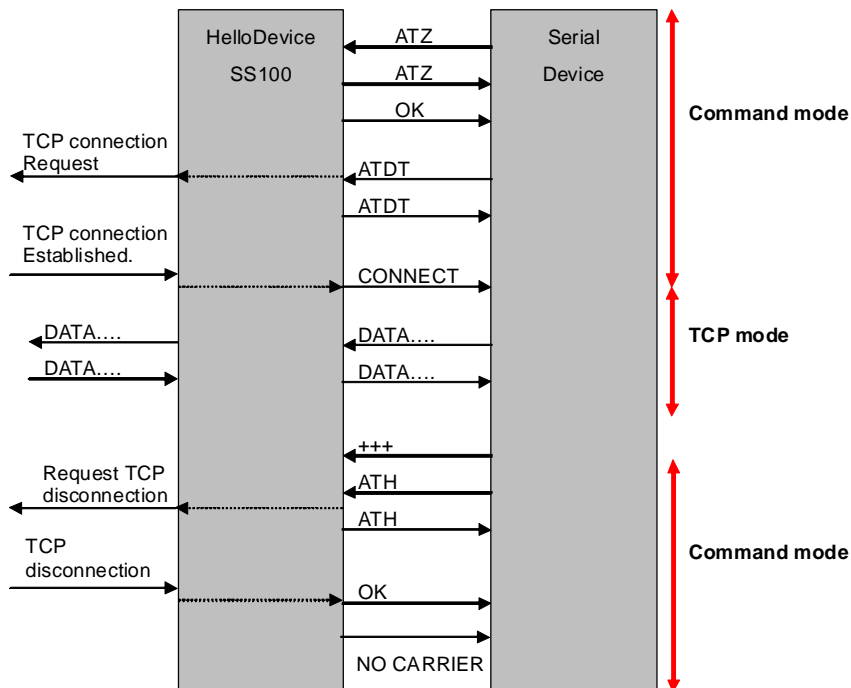 HelloDevice
SS100
ATZ
Serial
Device
ATZ
OK
Command mode
TCP connection
Request
ATDT
ATDT
TCP connection
Established.
CONNECT
DATA....
DATA....
TCP mode
DATA....
DATA....
+++
Request TCP
disconnection
ATH
ATH
TCP
disconnection
Command mode
OK
NO CARRIER